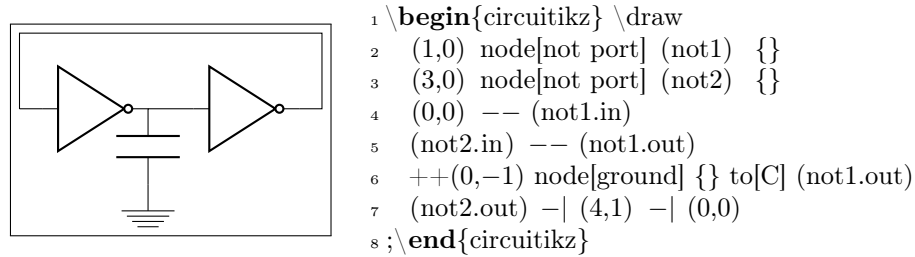 1 \begin{circuitikz} \draw
2 (1,0) node[not port] (not1) {}
3 (3,0) node[not port] (not2) {}
4 (0,0) -- (not1.in)
5 (not2.in) -- (not1.out)
6 ++(0,-1) node[ground] {} to[C] (not1.out)
7 (not2.out) -| (4,1) -| (0,0)
8 ;\end{circuitikz}